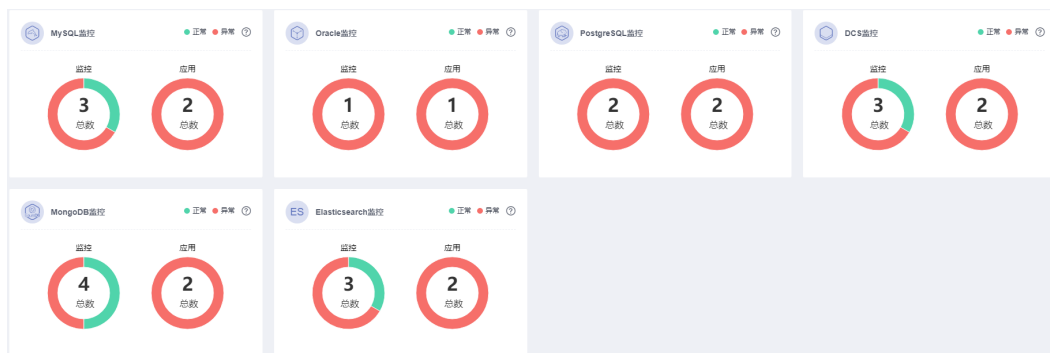 MySQL监控 正常 异常 ?
监控 应用
3 2
总数 总数
Oracle监控 正常 异常 ?
监控 应用
1 1
总数 总数
PostgreSQL监控 正常 异常 ?
监控 应用
2 2
总数 总数
DCS监控 正常 异常 ?
监控 应用
3 2
总数 总数
MongoDB监控 正常 异常 ?
监控 应用
4 2
总数 总数
ES Elasticsearch监控 正常 异常 ?
监控 应用
3 2
总数 总数